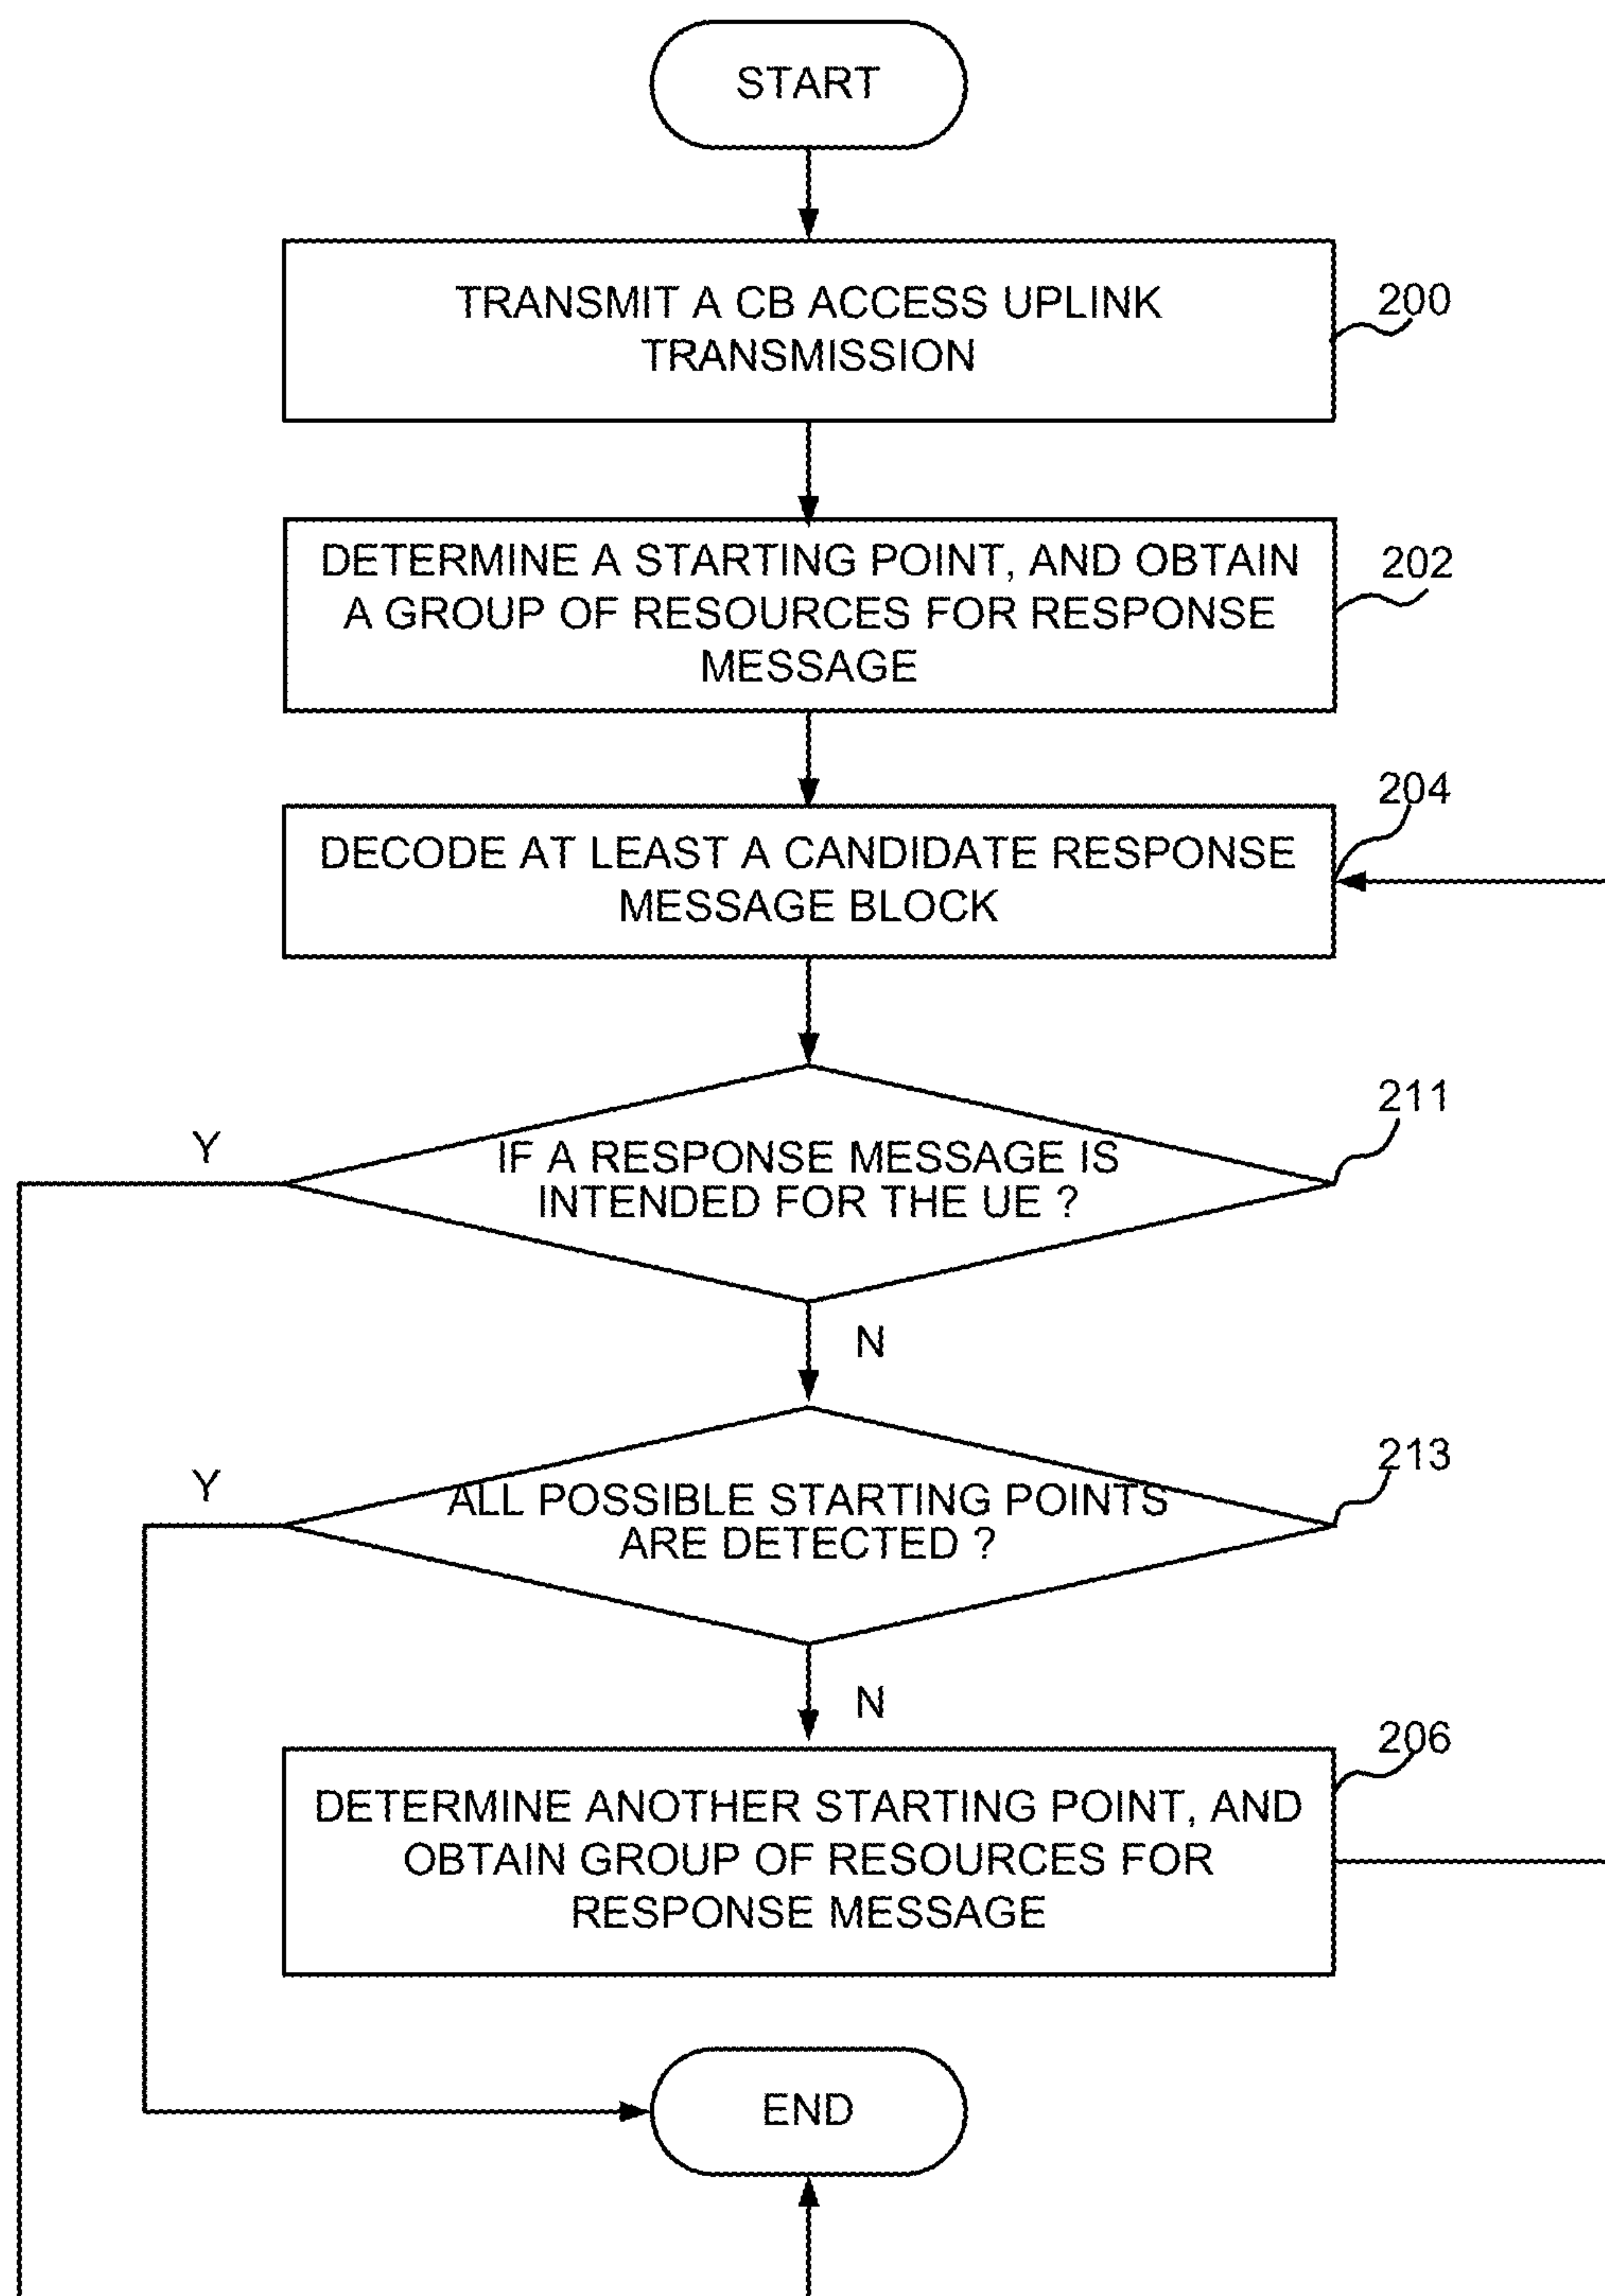 START
TRANSMIT A CB ACCESS UPLINK
TRANSMISSION
200
DETERMINE A STARTING POINT, AND OBTAIN
A GROUP OF RESOURCES FOR RESPONSE
MESSAGE
202
204
DECODE AT LEAST A CANDIDATE RESPONSE
MESSAGE BLOCK
211
Y
IF A RESPONSE MESSAGE IS
INTENDED FOR THE UE ?
N
213
Y
ALL POSSIBLE STARTING POINTS
ARE DETECTED ?
N
206
DETERMINE ANOTHER STARTING POINT, AND
OBTAIN GROUP OF RESOURCES FOR
RESPONSE MESSAGE
END